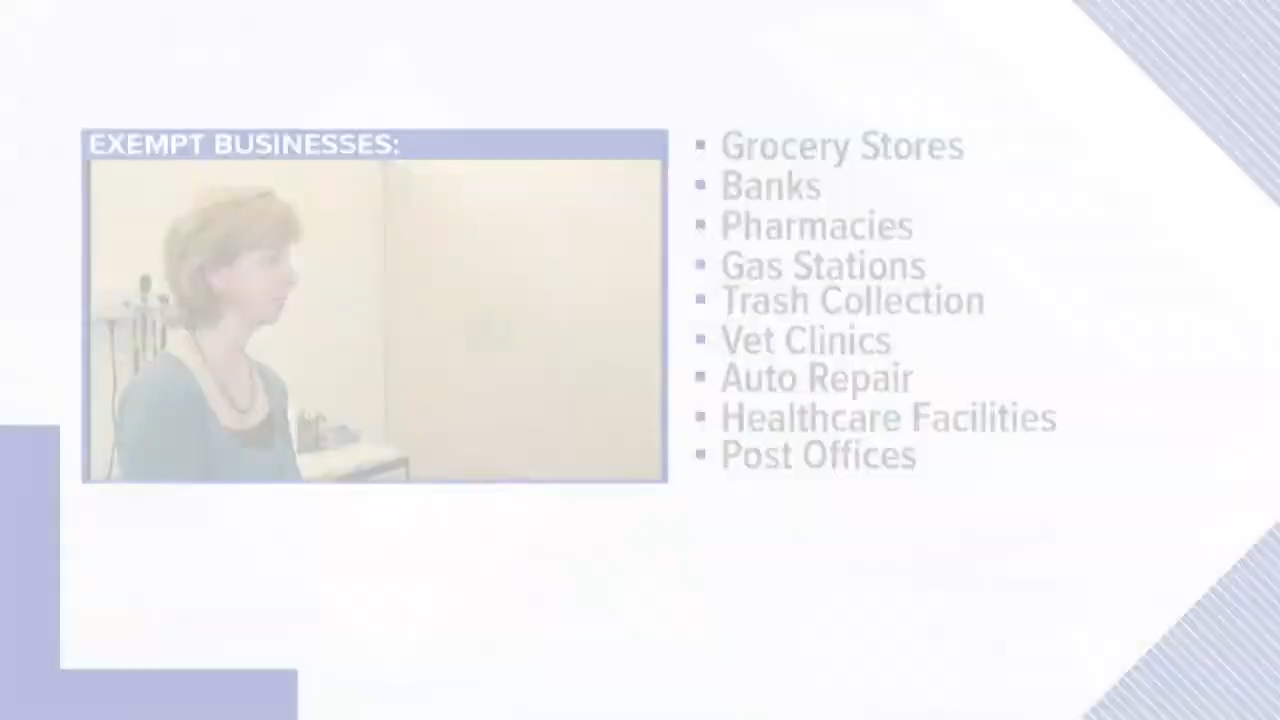 EXEMPT BUSINESSES:
▪ Grocery Stores
▪ Banks
▪ Pharmacies
▪ Gas Stations
▪ Trash Collection
▪ Vet Clinics
▪ Auto Repair
▪ Healthcare Facilities
▪ Post Offices